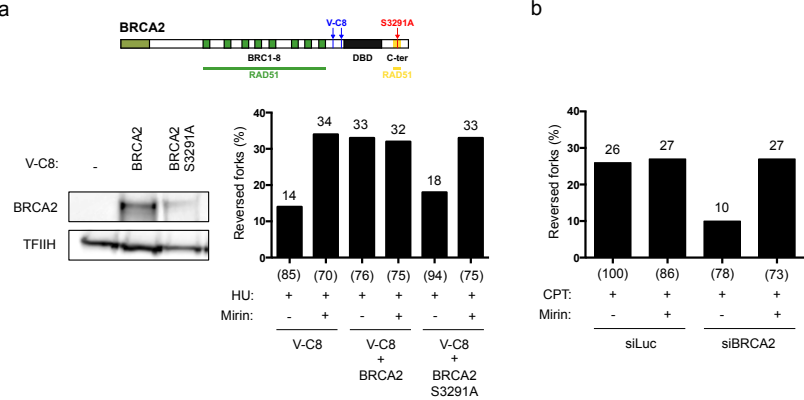 a
BRCA2
V-C8
S3291A
BRC1-8
DBD
C-ter
RAD51
RAD51
V-C8:
-
BRCA2
BRCA2
S3291A
BRCA2
TFIIH
Reversed forks (%)
40
30
20
10
0
14
34
33
32
18
33
(85) (70) (76) (75) (94) (75)
HU: + + + + + +
Mirin: - + - + - +
V-C8
V-C8
+
BRCA2
V-C8
+
BRCA2
S3291A
b
Reversed forks (%)
40
30
20
10
0
26
27
10
27
(100) (86) (78) (73)
CPT: + + + +
Mirin: - + - +
siLuc siBRCA2